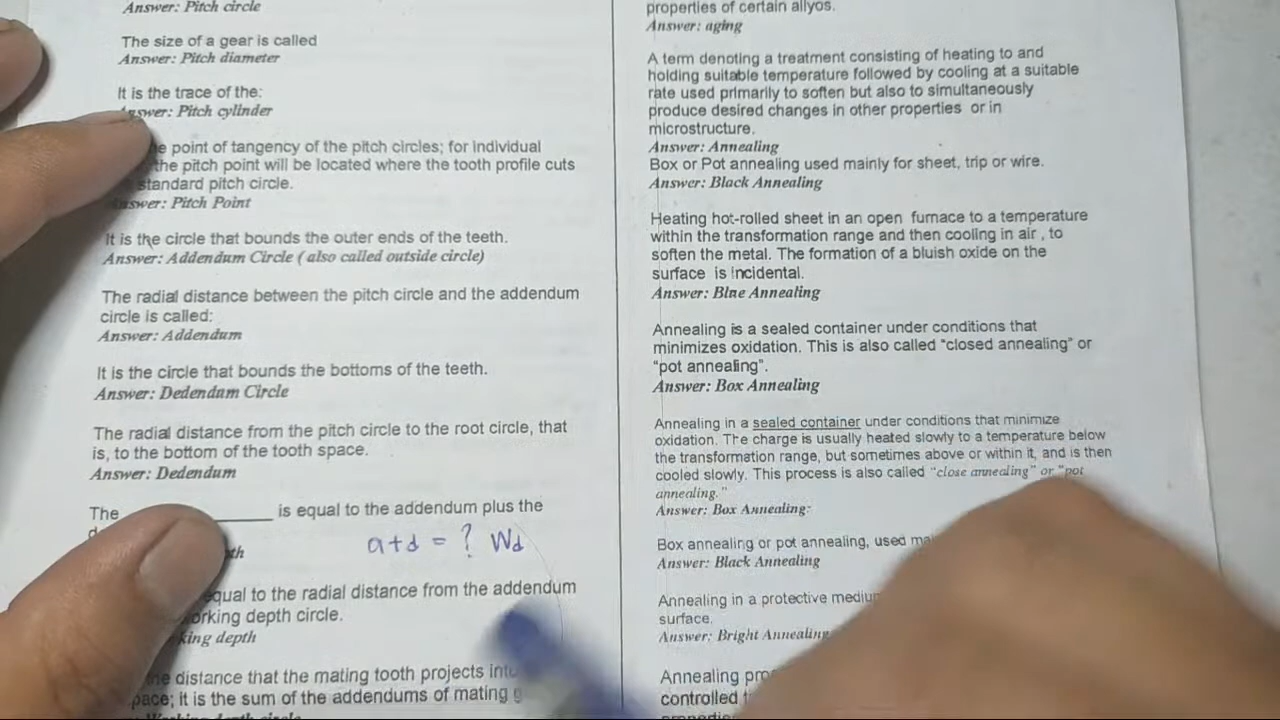 Answer: Pitch circle
The size of a gear is called
Answer: Pitch diameter
It is the trace of the:
Answer: Pitch cylinder
point of tangency of the pitch circles; for individual
the pitch point will be located where the tooth profile cuts
standard pitch circle.
Answer: Pitch Point
It is the circle that bounds the outer ends of the teeth.
Answer: Addendum Circle ( also called outside circle)
The radial distance between the pitch circle and the addendum
circle is called:
Answer: Addendum
It is the circle that bounds the bottoms of the teeth.
Answer: Dedendum Circle
The radial distance from the pitch circle to the root circle, that
is, to the bottom of the tooth space.
Answer: Dedendum
The ________ is equal to the addendum plus the
a+d = ? Wd
equal to the radial distance from the addendum
working depth circle.
depth
the distance that the mating tooth projects
it is the sum of the addendums of mating
Working depth circle
properties of certain allyos.
Answer: aging
A term denoting a treatment consisting of heating to and
holding suitable temperature followed by cooling at a suitable
rate used primarily to soften but also to simultaneously
produce desired changes in other properties or in
microstructure.
Answer: Annealing
Box or Pot annealing used mainly for sheet, trip or wire.
Answer: Black Annealing
Heating hot-rolled sheet in an open furnace to a temperature
within the transformation range and then cooling in air , to
soften the metal. The formation of a bluish oxide on the
surface is incidental.
Answer: Blue Annealing
Annealing is a sealed container under conditions that
minimizes oxidation. This is also called “closed annealing” or
“pot annealing”.
Answer: Box Annealing
Annealing in a sealed container under conditions that minimize
oxidation. The charge is usually heated slowly to a temperature below
the transformation range, but sometimes above or within it, and is then
cooled slowly. This process is also called “close annealing” or “pot
annealing.”
Answer: Box Annealing:
Box annealing or pot annealing, used
Answer: Black Annealing
Annealing in a protective medium
surface.
Answer: Bright Annealing
Annealing
controlled